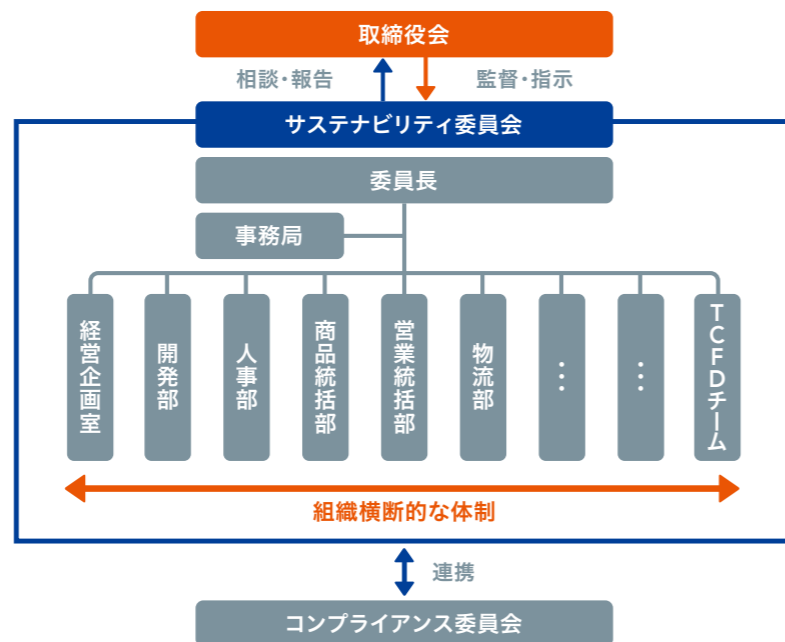 取締役会
相談・報告
監督・指示
サステナビリティ委員会
委員長
事務局
経営企画室
開発部
人事部
商品統括部
営業統括部
物流部
…
…
TCFDチーム
組織横断的な体制
連携
コンプライアンス委員会